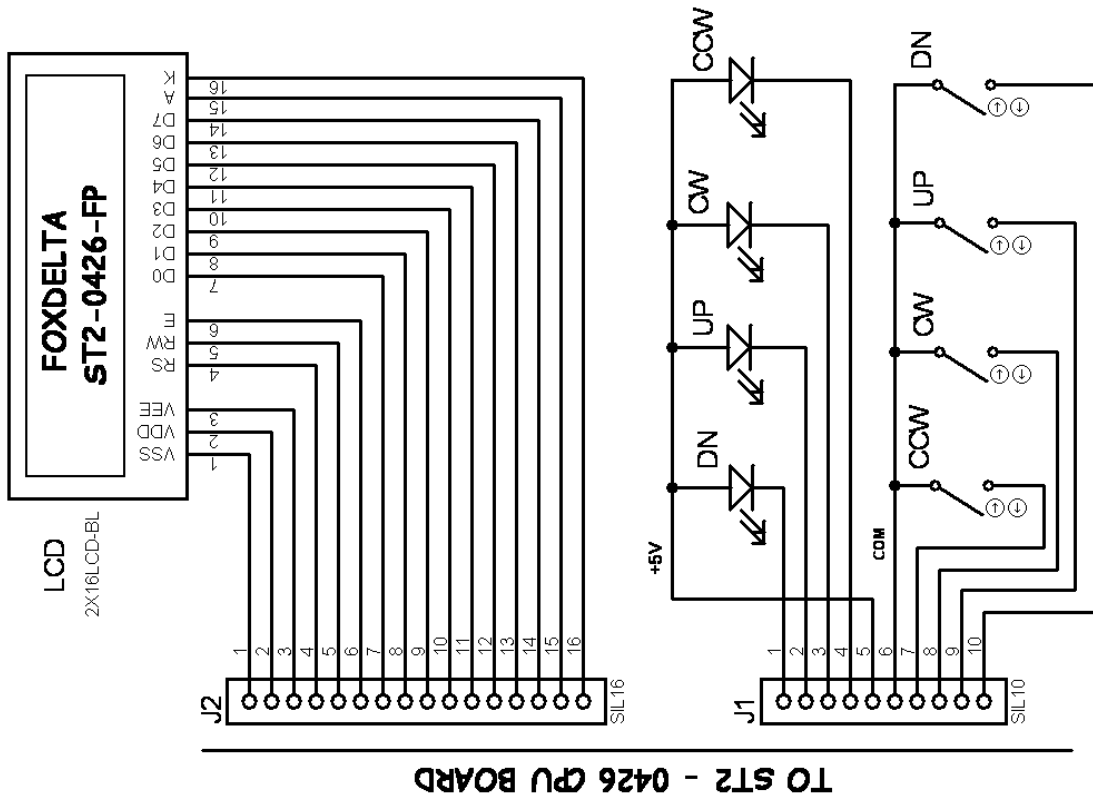 FOXDELTA
ST2-0426-FP
K
A
D7
D6
D5
D4
D3
D2
D1
D0
E
RW
RS
VEE
VDD
VSS
16
15
14
13
12
11
10
9
8
7
6
5
4
3
2
1
LCD
2X16LCD-BL
J2
1
2
3
4
5
6
7
8
9
10
11
12
13
14
15
16
SIL16
CCW
CW
UP
DN
+5V
DN
UP
CW
CCW
COM
J1
1
2
3
4
5
6
7
8
9
10
SIL10
TO ST2 - 0426 CPU BOARD